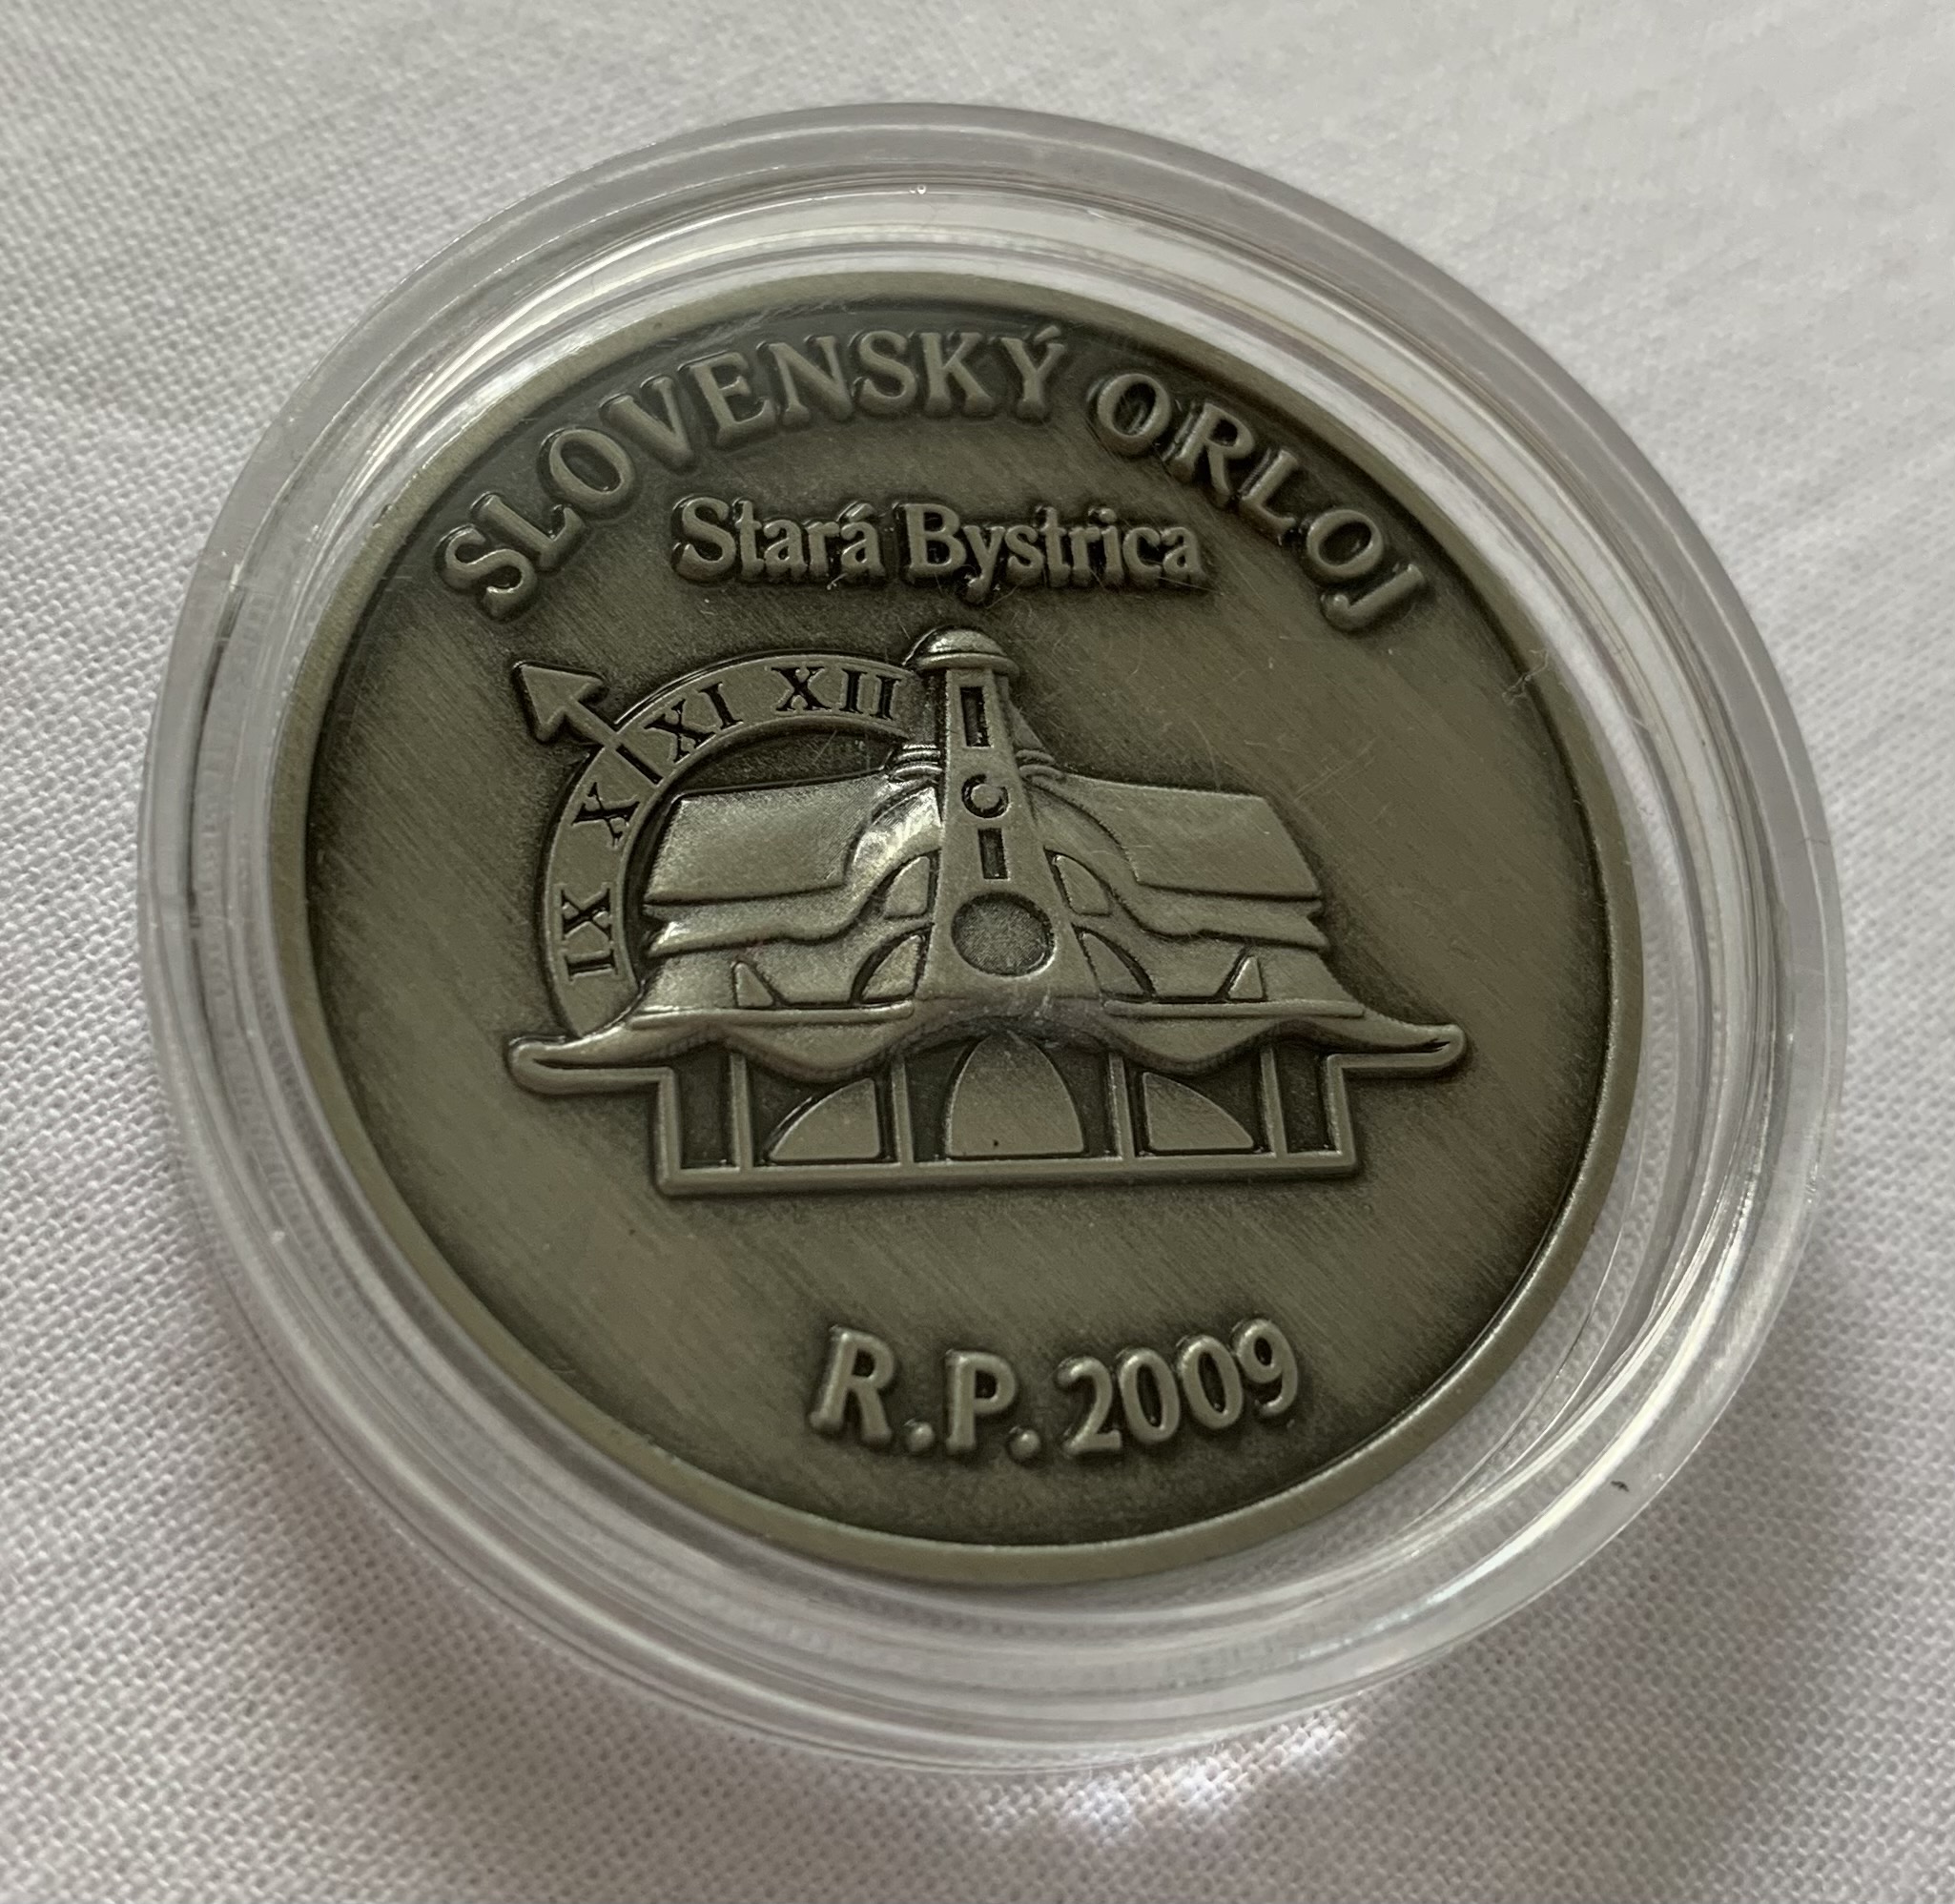 SLOVENSKÝ ORLOJ
Stará Bystrica
IX X XI XII
R.P. 2009